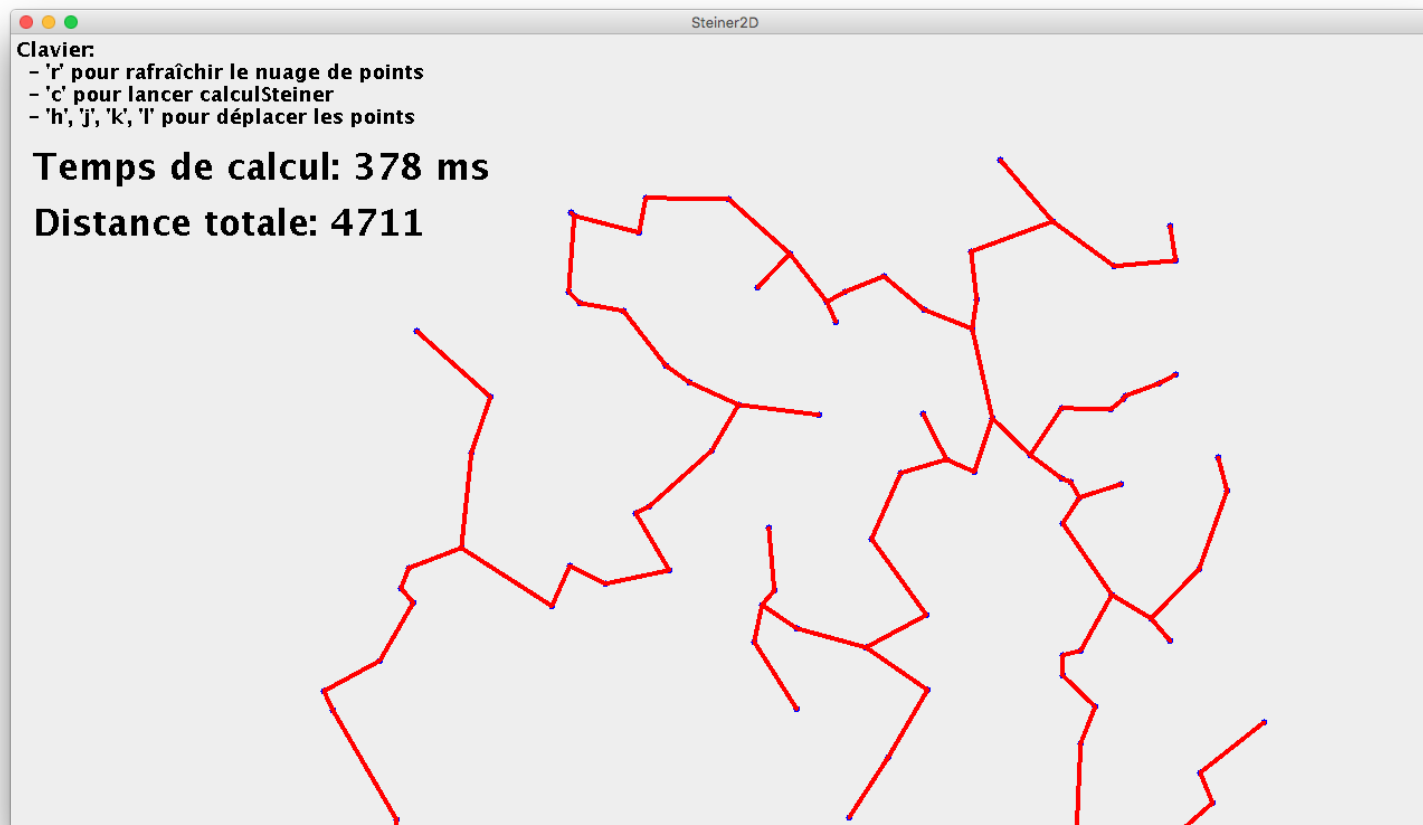 Steiner2D
Clavier:
- 'r' pour rafraîchir le nuage de points
- 'c' pour lancer calculSteiner
- 'h', 'j', 'k', 'l' pour déplacer les points
Temps de calcul: 378 ms
Distance totale: 4711